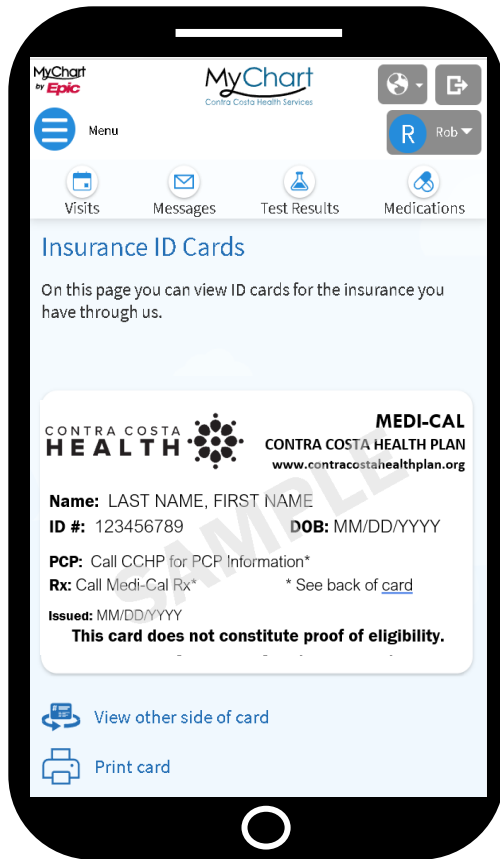 MyChart
by Epic
MyChart
Contra Costa Health Services
Menu
R Rob
Visits Messages Test Results Medications
Insurance ID Cards
On this page you can view ID cards for the insurance you
have through us.
CONTRA COSTA
HEALTH
MEDI-CAL
CONTRA COSTA HEALTH PLAN
www.contracostahealthplan.org
Name: LAST NAME, FIRST NAME
ID #: 123456789 DOB: MM/DD/YYYY
PCP: Call CCHP for PCP Information*
Rx: Call Medi-Cal Rx* * See back of card
Issued: MM/DD/YYYY
This card does not constitute proof of eligibility.
SAMPLE
View other side of card
Print card